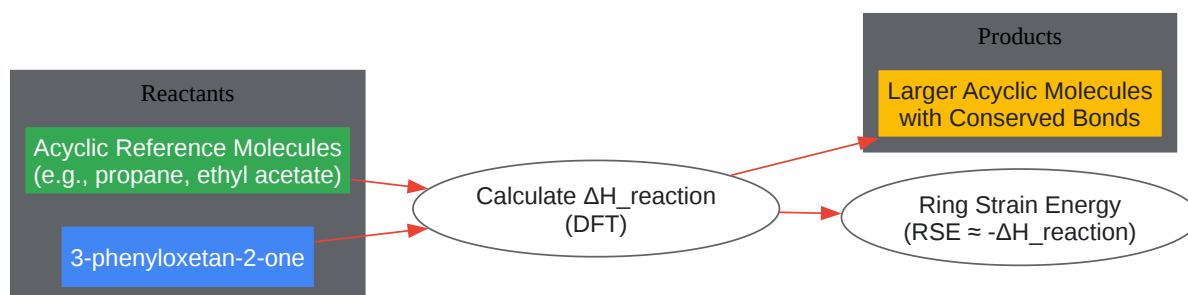 Reactants
Acyclic Reference Molecules
(e.g., propane, ethyl acetate)
3-phenyloxetan-2-one
Calculate ΔH_reaction
(DFT)
Products
Larger Acyclic Molecules
with Conserved Bonds
Ring Strain Energy
(RSE ≈ -ΔH_reaction)